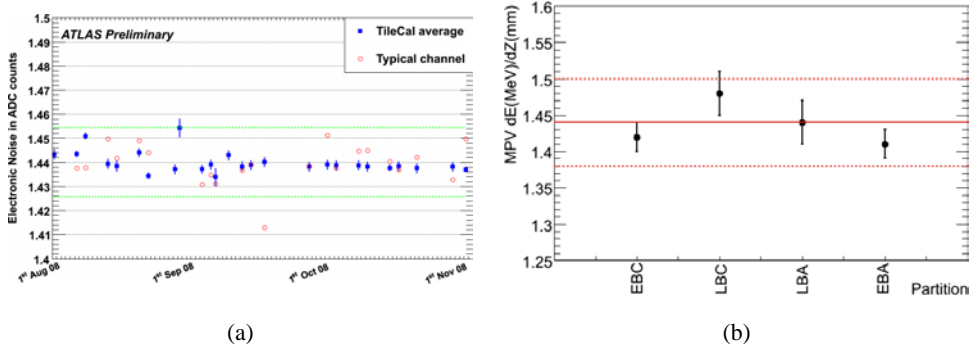 ATLAS Preliminary
TileCal average
Typical channel
Electronic Noise in ADC counts
1.5
1.49
1.48
1.47
1.46
1.45
1.44
1.43
1.42
1.41
1.4
1st Aug 08
1st Sep 08
1st Oct 08
1st Nov 08
(a)
MPV dE(MeV)/dZ(mm)
1.6
1.55
1.5
1.45
1.4
1.35
1.3
1.25
EBC
LBC
LBA
EBA
Partition
(b)